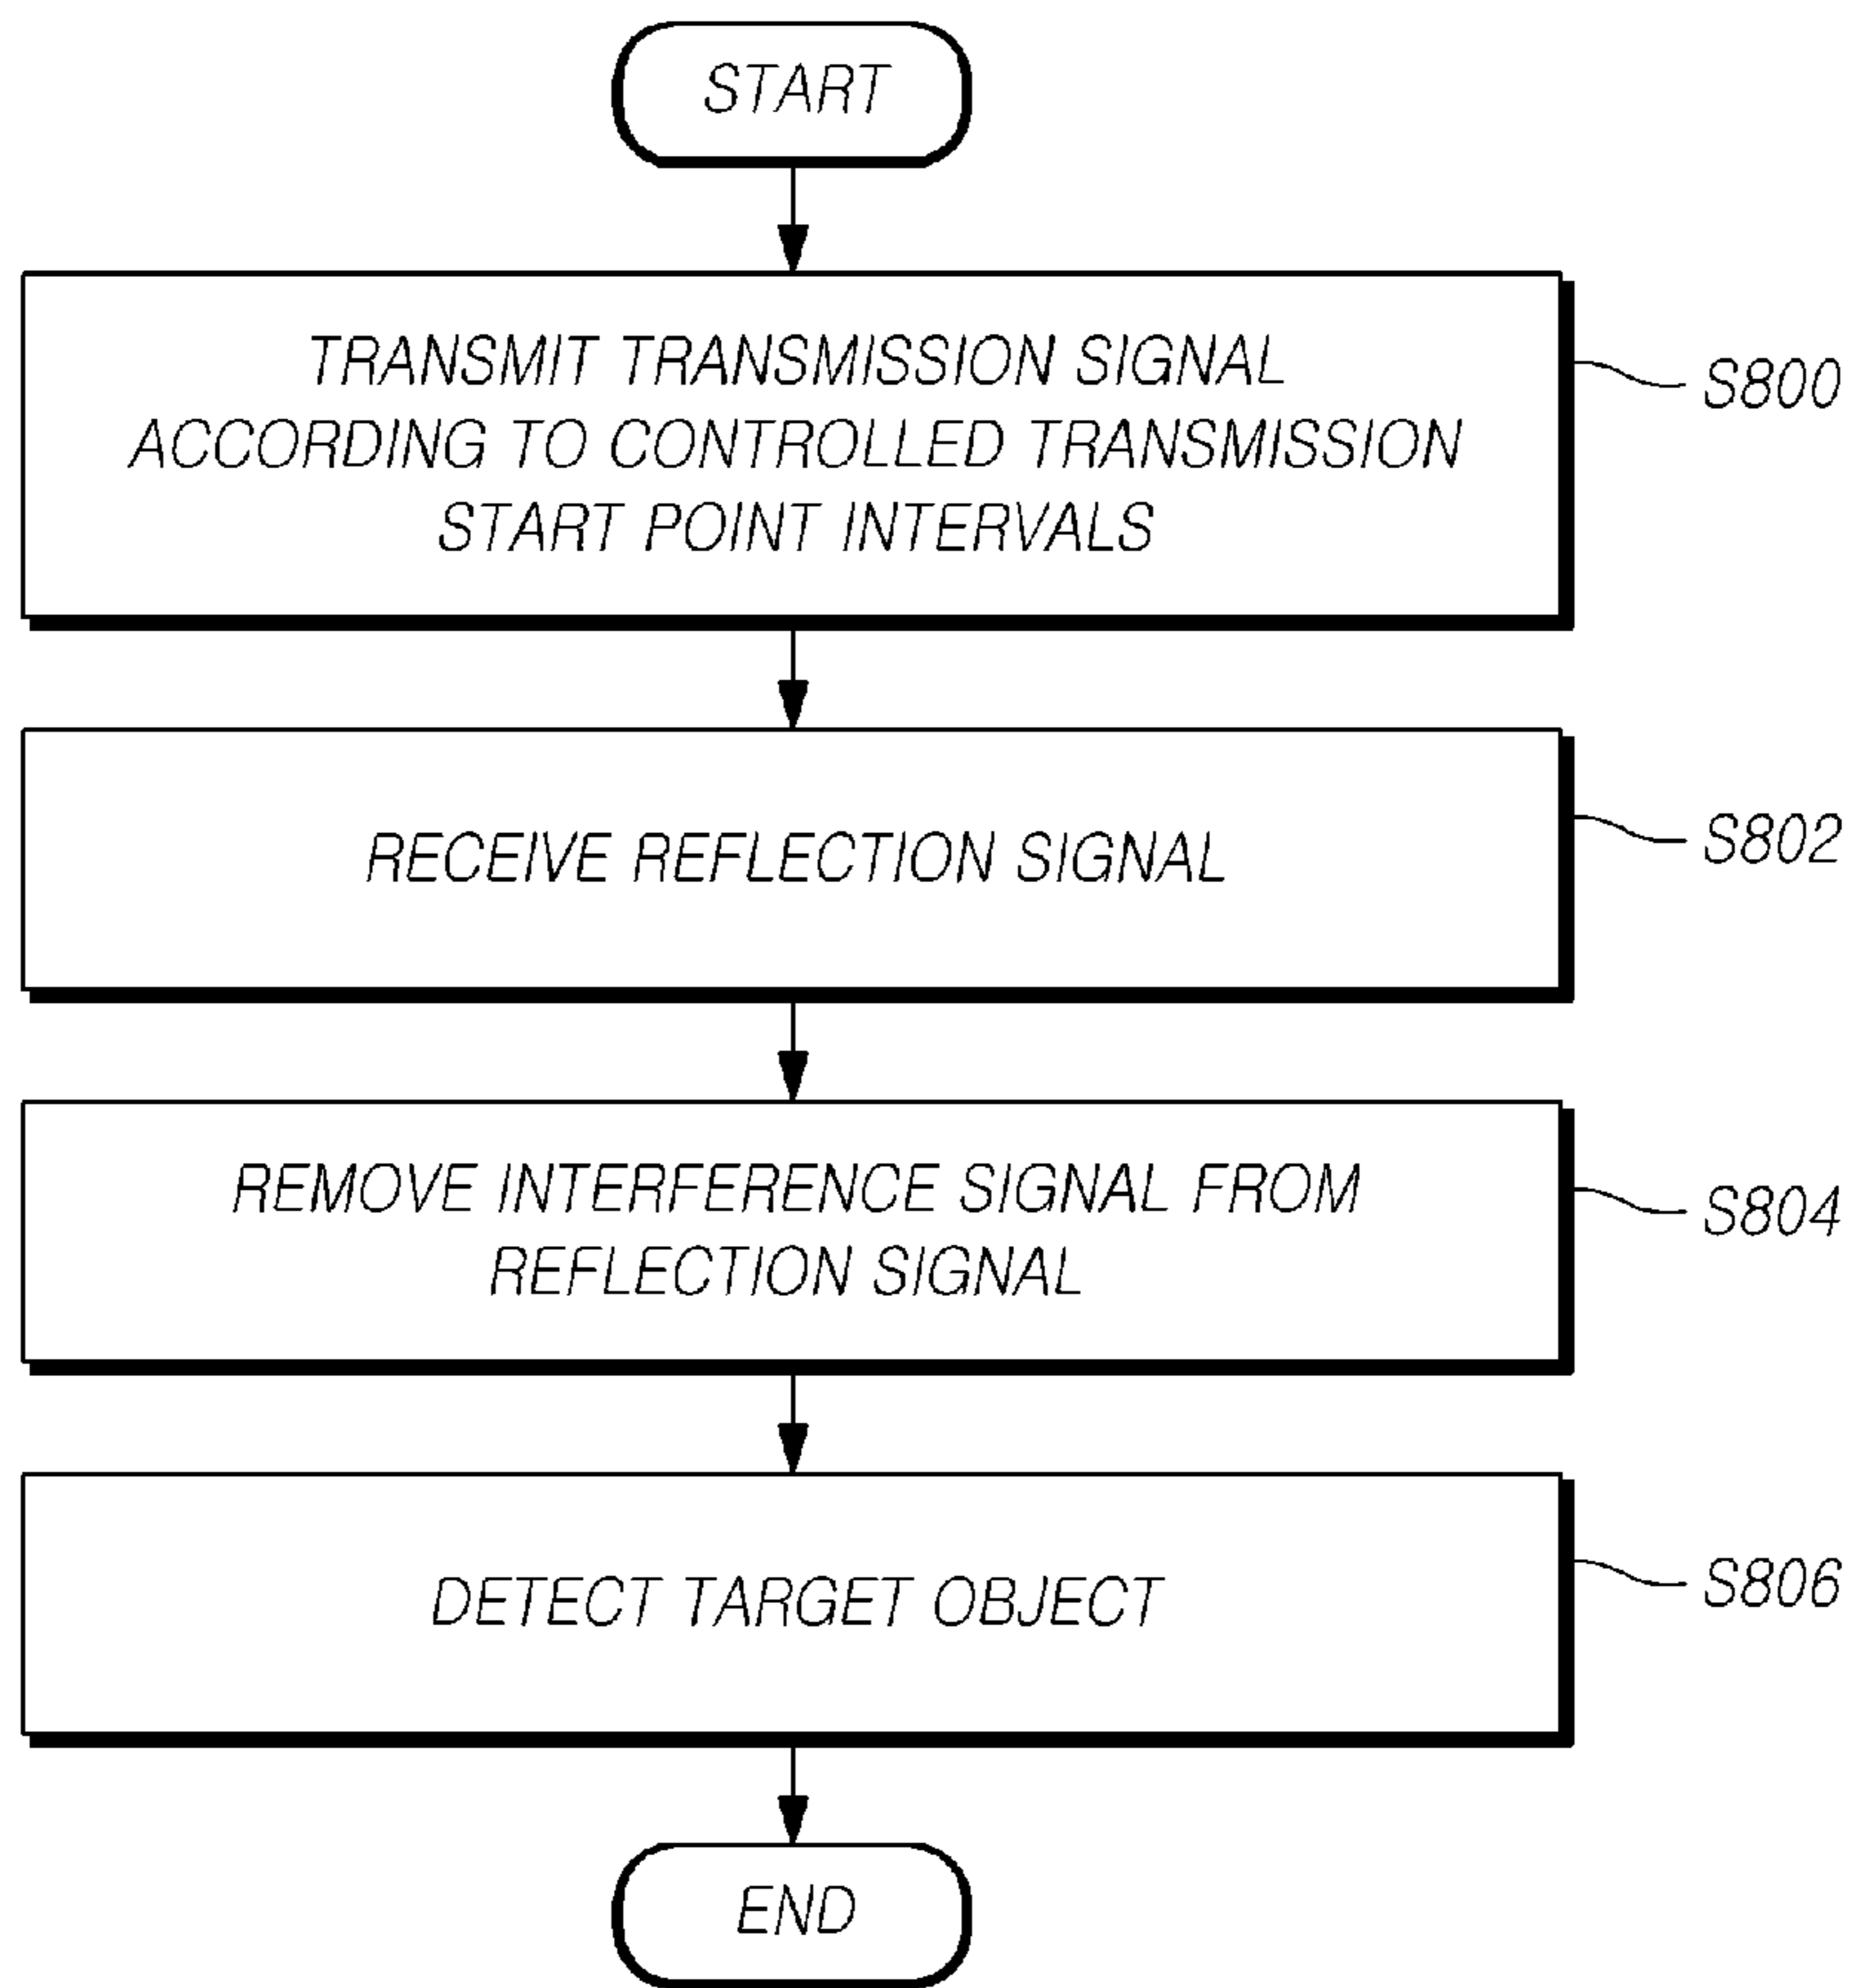 START
TRANSMIT TRANSMISSION SIGNAL
ACCORDING TO CONTROLLED TRANSMISSION
START POINT INTERVALS
S800
RECEIVE REFLECTION SIGNAL
S802
REMOVE INTERFERENCE SIGNAL FROM
REFLECTION SIGNAL
S804
DETECT TARGET OBJECT
S806
END